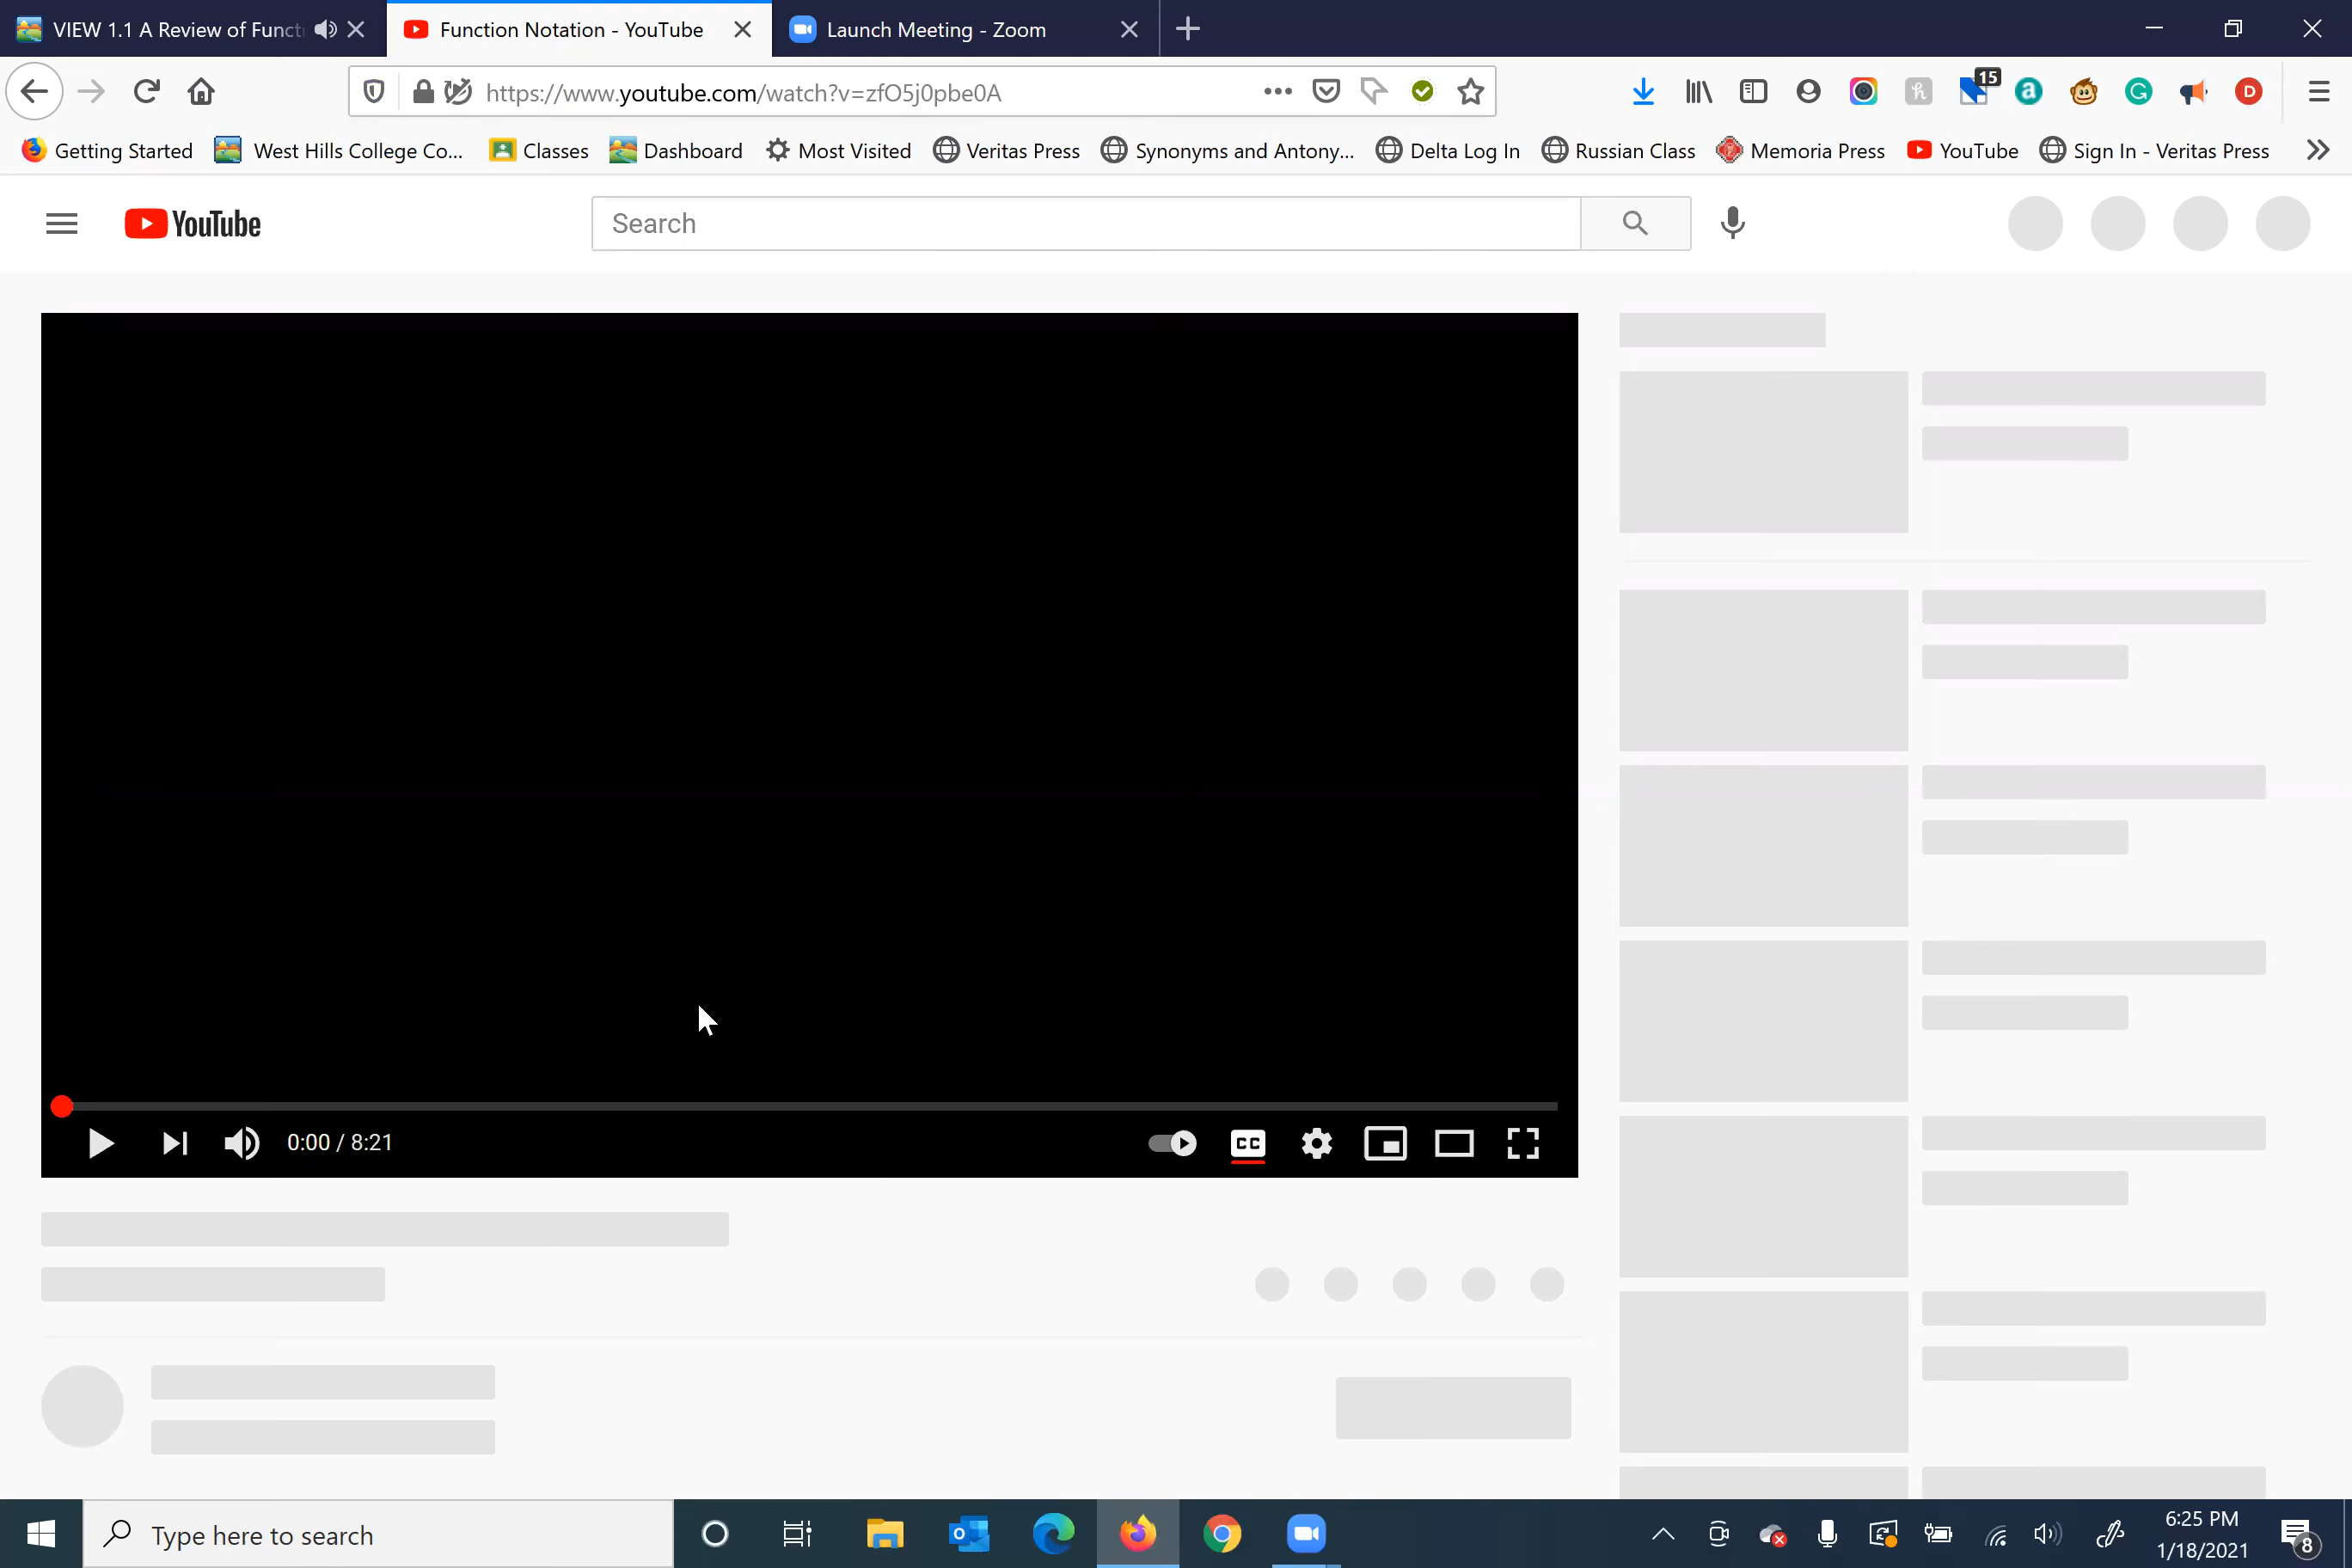 VIEW 1.1 A Review of Funct
Function Notation - YouTube
Launch Meeting - Zoom
https://www.youtube.com/watch?v=zfO5j0pbe0A
15
D
Getting Started
West Hills College Co...
Classes
Dashboard
Most Visited
Veritas Press
Synonyms and Antony...
Delta Log In
Russian Class
Memoria Press
YouTube
Sign In - Veritas Press
YouTube
Search
0:00 / 8:21
CC
Type here to search
6:25 PM
1/18/2021
8